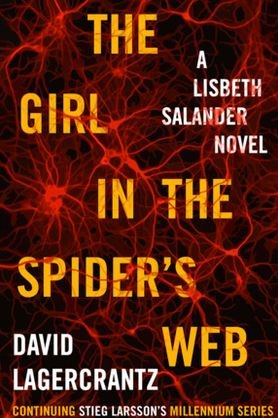 THE
A
LISBETH
GIRL
SALANDER
NOVEL
IN THE
SPIDER'S
DAVID
WEB
LAGERCRANTZ
CONTINUING STIEG LARSSON'S MILLENNIUM SERIES